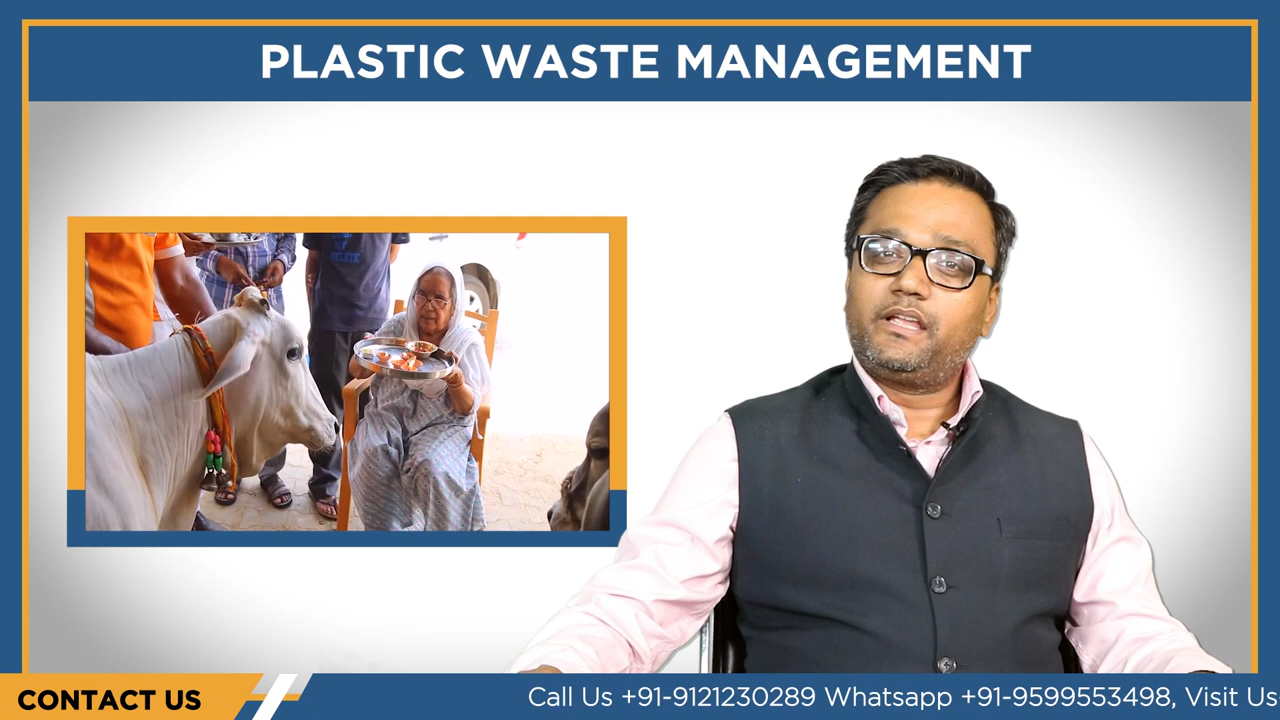 PLASTIC WASTE MANAGEMENT
CONTACT US
Call Us +91-9121230289 Whatsapp +91-9599553498, Visit Us